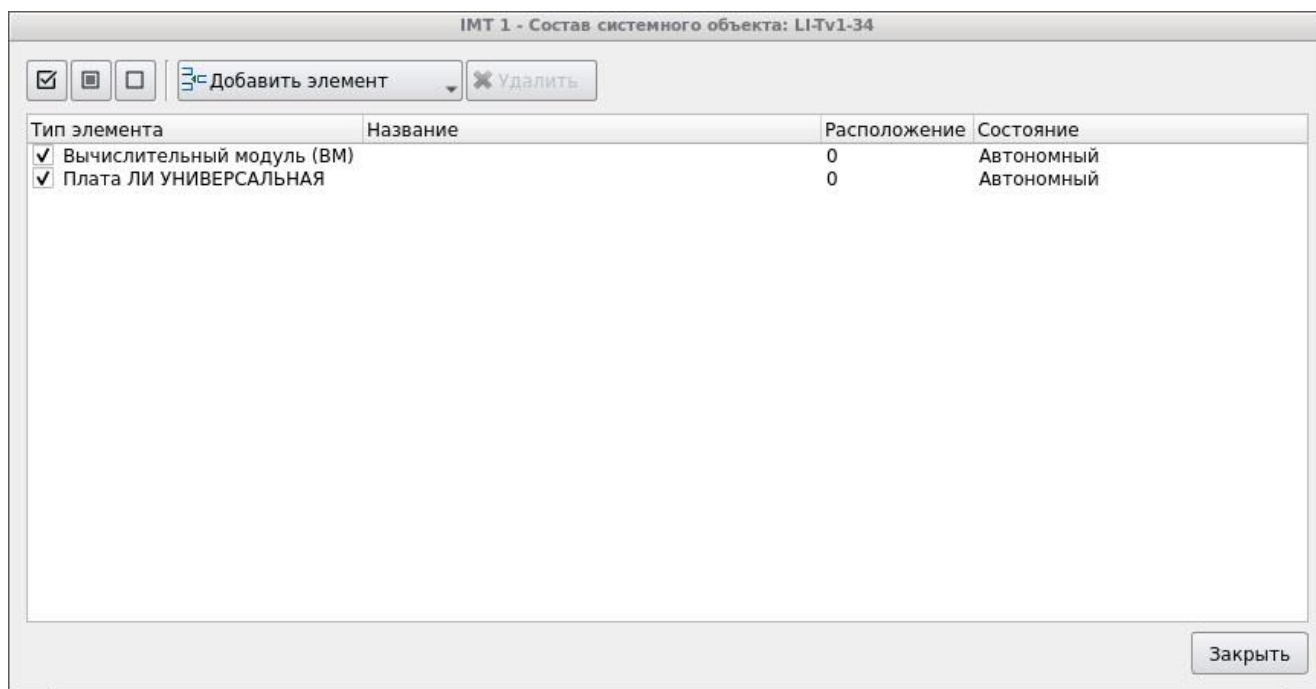 IMT 1 - Состав системного объекта: LI-Tv1-34
Добавить элемент Удалить
Тип элемента Название Расположение Состояние
Вычислительный модуль (ВМ) 0 Автономный
Плата ЛИ УНИВЕРСАЛЬНАЯ 0 Автономный
Закрыть